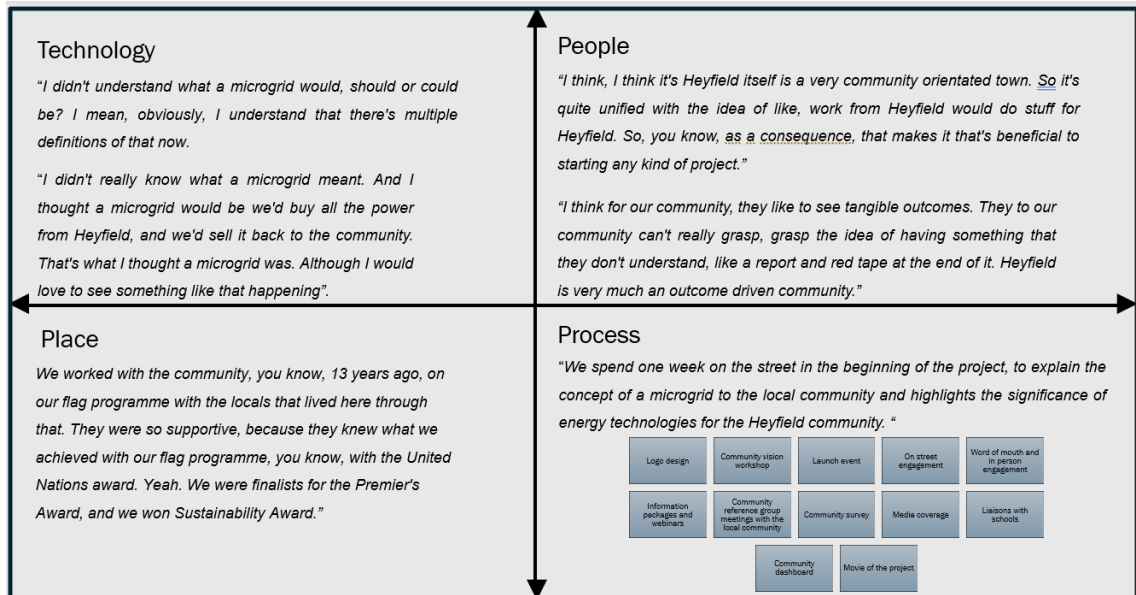 Technology
“I didn't understand what a microgrid would, should or could
be? I mean, obviously, I understand that there's multiple
definitions of that now.
“I didn't really know what a microgrid meant. And I
thought a microgrid would be we'd buy all the power
from Heyfield, and we'd sell it back to the community.
That's what I thought a microgrid was. Although I would
love to see something like that happening”.
People
“I think, I think it's Heyfield itself is a very community orientated town. So it's
quite unified with the idea of like, work from Heyfield would do stuff for
Heyfield. So, you know, as a consequence, that makes it that's beneficial to
starting any kind of project.”
“I think for our community, they like to see tangible outcomes. They to our
community can't really grasp, grasp the idea of having something that
they don't understand, like a report and red tape at the end of it. Heyfield
is very much an outcome driven community.”
Place
We worked with the community, you know, 13 years ago, on
our flag programme with the locals that lived here through
that. They were so supportive, because they knew what we
achieved with our flag programme, you know, with the United
Nations award. Yeah. We were finalists for the Premier's
Award, and we won Sustainability Award.”
Process
“We spend one week on the street in the beginning of the project, to explain the
concept of a microgrid to the local community and highlights the significance of
energy technologies for the Heyfield community. “
Logo design
Community vision
workshop
Launch event
On street
engagement
Word of mouth and
in person
engagement
Information
packages and
webinars
Community
reference group
meetings with the
local community
Community survey
Media coverage
Liaisons with
schools
Community
dashboard
Movie of the project